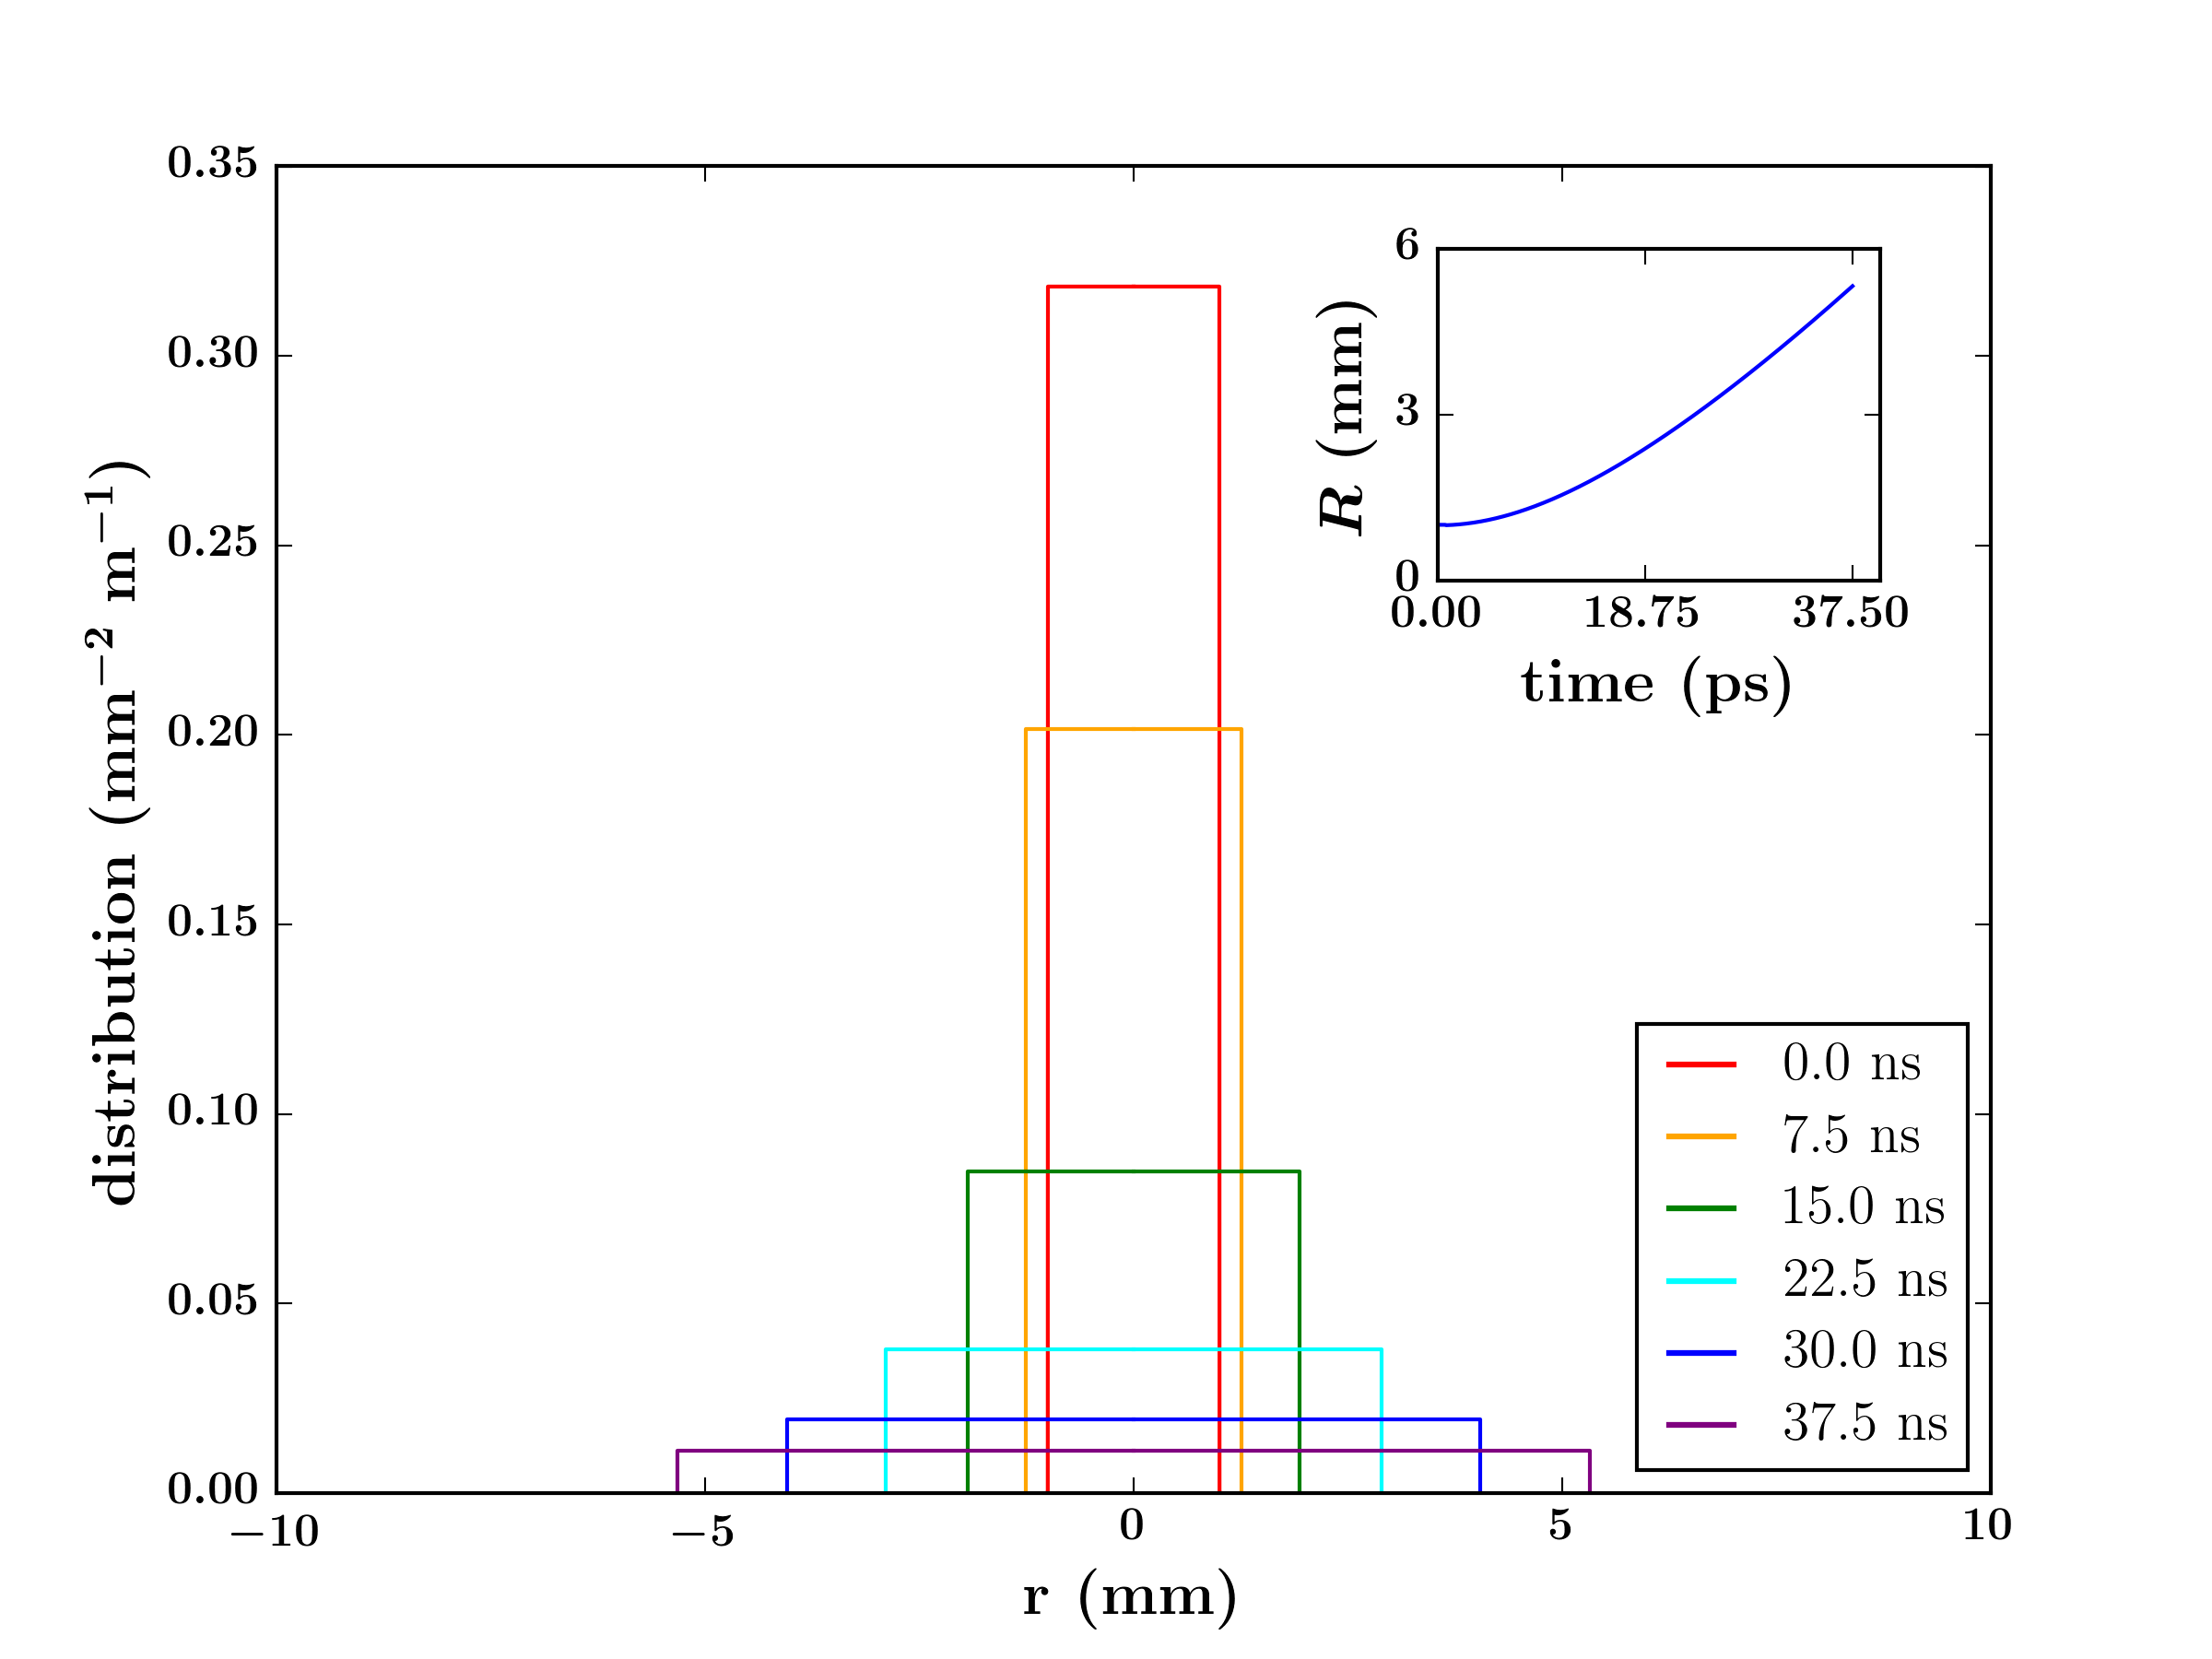 0.35
0.30
0.25
0.20
0.15
0.10
0.05
0.00
distribution (mm⁻² m⁻¹)
−10
−5
0
5
10
r (mm)
6
3
0
R (mm)
0.00
18.75
37.50
time (ps)
0.0 ns
7.5 ns
15.0 ns
22.5 ns
30.0 ns
37.5 ns